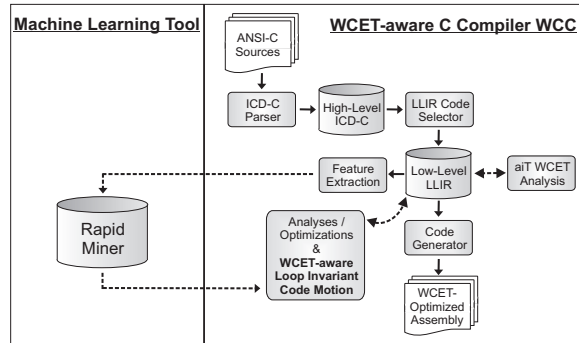 Machine Learning Tool
WCET-aware C Compiler WCC
ANSI-C
Sources
ICD-C
Parser
High-Level
ICD-C
LLIR Code
Selector
Feature
Extraction
Low-Level
LLIR
aiT WCET
Analysis
Rapid
Miner
Analyses /
Optimizations
&
WCET-aware
Loop Invariant
Code Motion
Code
Generator
WCET-
Optimized
Assembly